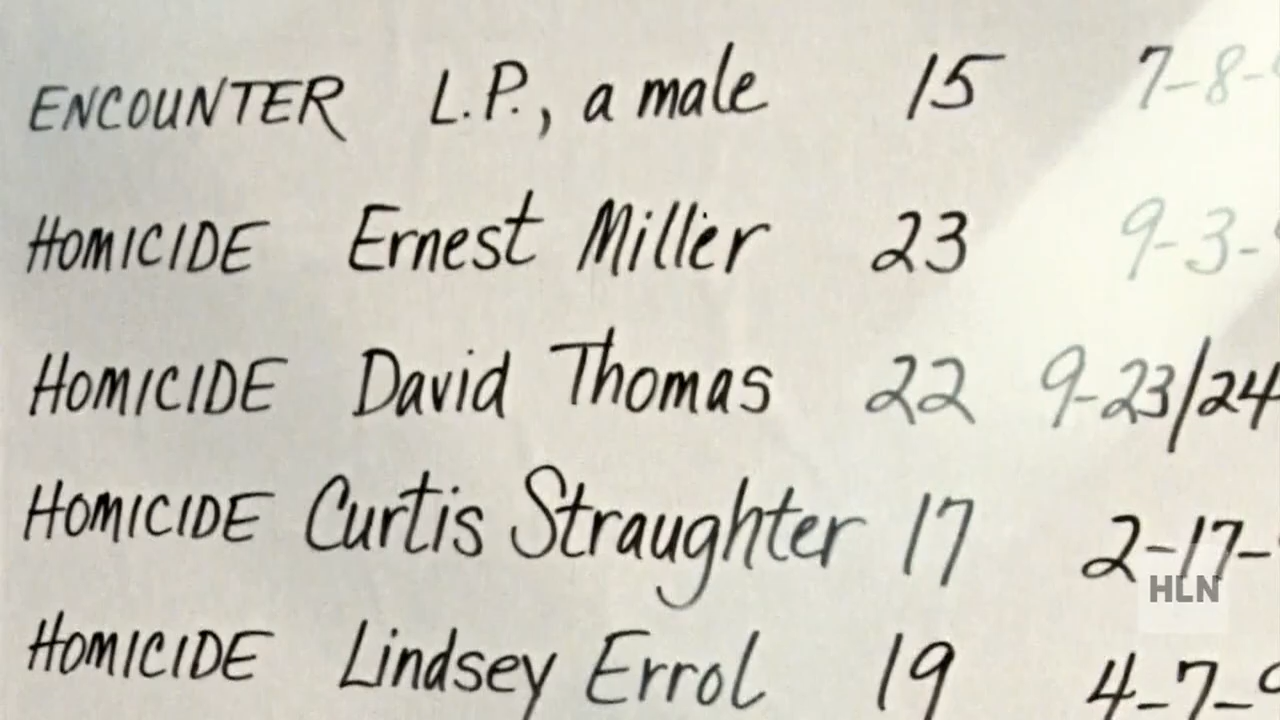 ENCOUNTER L.P., a male 15 7-8-
HOMICIDE Ernest Miller 23 9-3-
HOMICIDE David Thomas 22 9-23/24
HOMICIDE Curtis Straughter 17 2-17-
HLN
HOMICIDE Lindsey Errol 19 4-7-